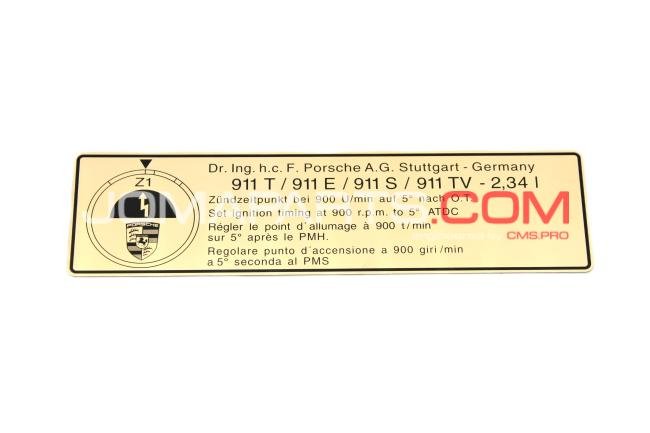 Dr. Ing. h.c. F. Porsche A.G. Stuttgart - Germany
911 T / 911 E / 911 S / 911 TV - 2,34 l
Z1
Zündzeitpunkt bei 900 U/min auf 5° nach O.T.
Set ignition timing at 900 r.p.m. to 5° ATDC
Régler le point d'allumage à 900 t/min
sur 5° après le PMH.
Regolare punto d'accensione a 900 giri/min
a 5° seconda al PMS
.COM
CMS.PRO